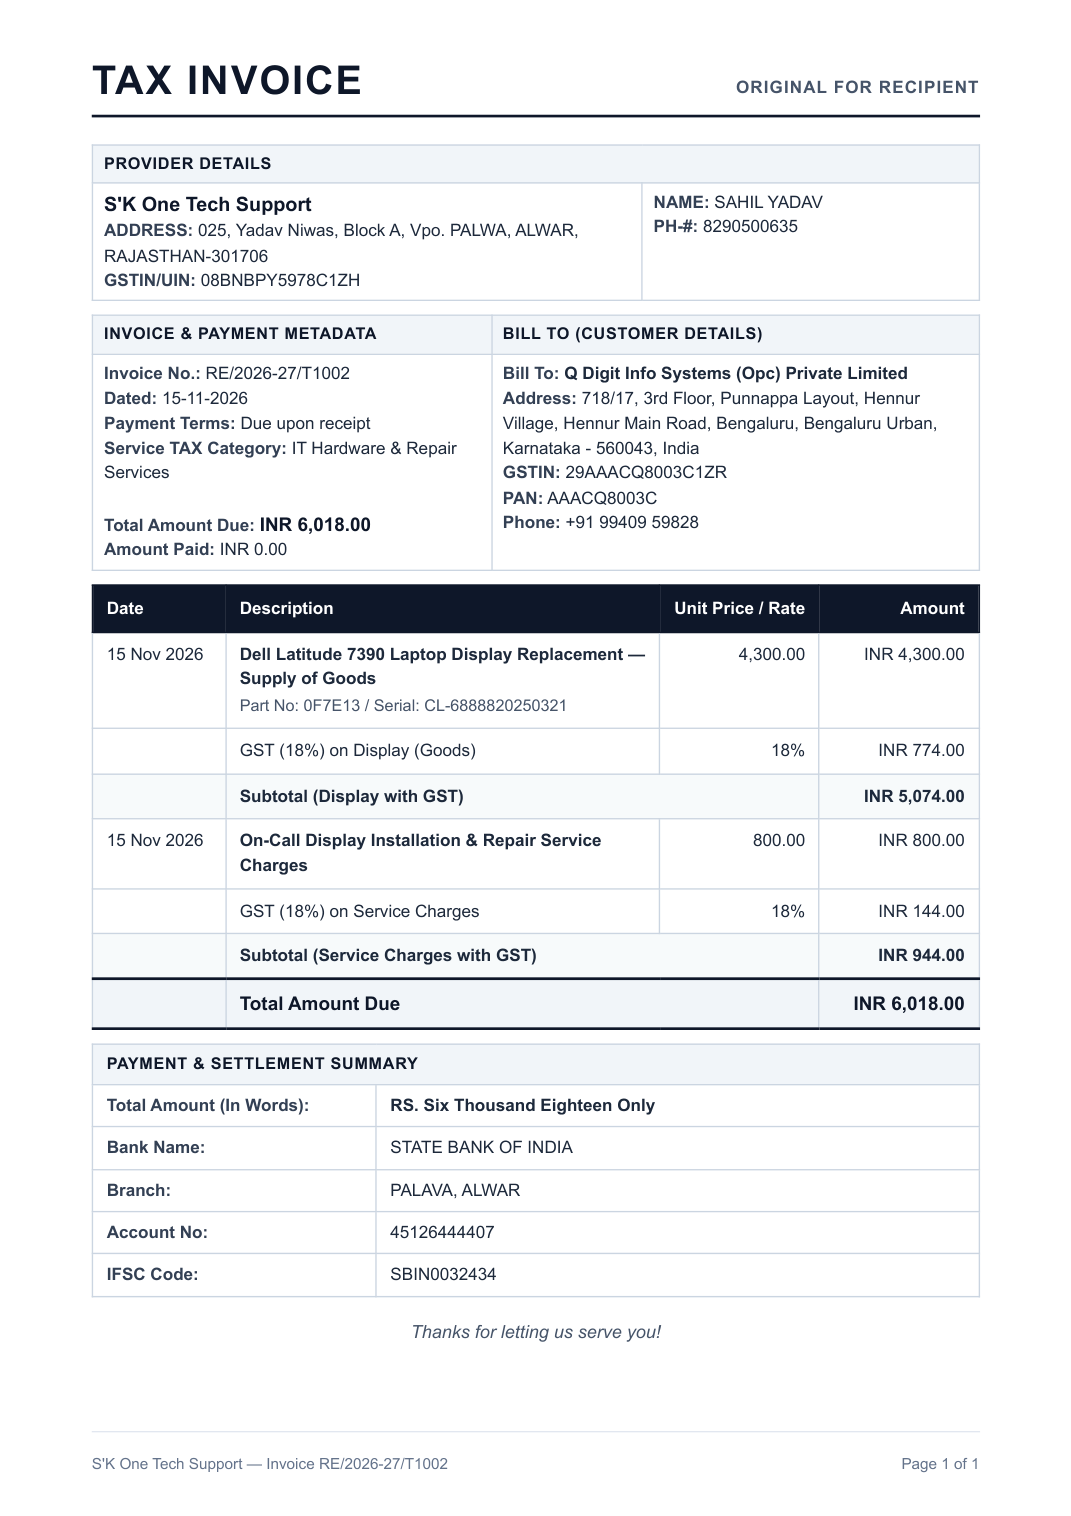 TAX INVOICE
ORIGINAL FOR RECIPIENT
PROVIDER DETAILS
S'K One Tech Support
ADDRESS: 025, Yadav Niwas, Block A, Vpo. PALWA, ALWAR,
RAJASTHAN-301706
GSTIN/UIN: 08BNBPY5978C1ZH
NAME: SAHIL YADAV
PH-#: 8290500635
INVOICE & PAYMENT METADATA
Invoice No.: RE/2026-27/T1002
Dated: 15-11-2026
Payment Terms: Due upon receipt
Service TAX Category: IT Hardware & Repair
Services
Total Amount Due: INR 6,018.00
Amount Paid: INR 0.00
BILL TO (CUSTOMER DETAILS)
Bill To: Q Digit Info Systems (Opc) Private Limited
Address: 718/17, 3rd Floor, Punnappa Layout, Hennur
Village, Hennur Main Road, Bengaluru, Bengaluru Urban,
Karnataka - 560043, India
GSTIN: 29AAACQ8003C1ZR
PAN: AAACQ8003C
Phone: +91 99409 59828
Date Description Unit Price / Rate Amount
15 Nov 2026 Dell Latitude 7390 Laptop Display Replacement — 4,300.00 INR 4,300.00
Supply of Goods
Part No: 0F7E13 / Serial: CL-6888820250321
GST (18%) on Display (Goods) 18% INR 774.00
Subtotal (Display with GST) INR 5,074.00
15 Nov 2026 On-Call Display Installation & Repair Service 800.00 INR 800.00
Charges
GST (18%) on Service Charges 18% INR 144.00
Subtotal (Service Charges with GST) INR 944.00
Total Amount Due INR 6,018.00
PAYMENT & SETTLEMENT SUMMARY
Total Amount (In Words): RS. Six Thousand Eighteen Only
Bank Name: STATE BANK OF INDIA
Branch: PALAVA, ALWAR
Account No: 45126444407
IFSC Code: SBIN0032434
Thanks for letting us serve you!
S'K One Tech Support — Invoice RE/2026-27/T1002
Page 1 of 1